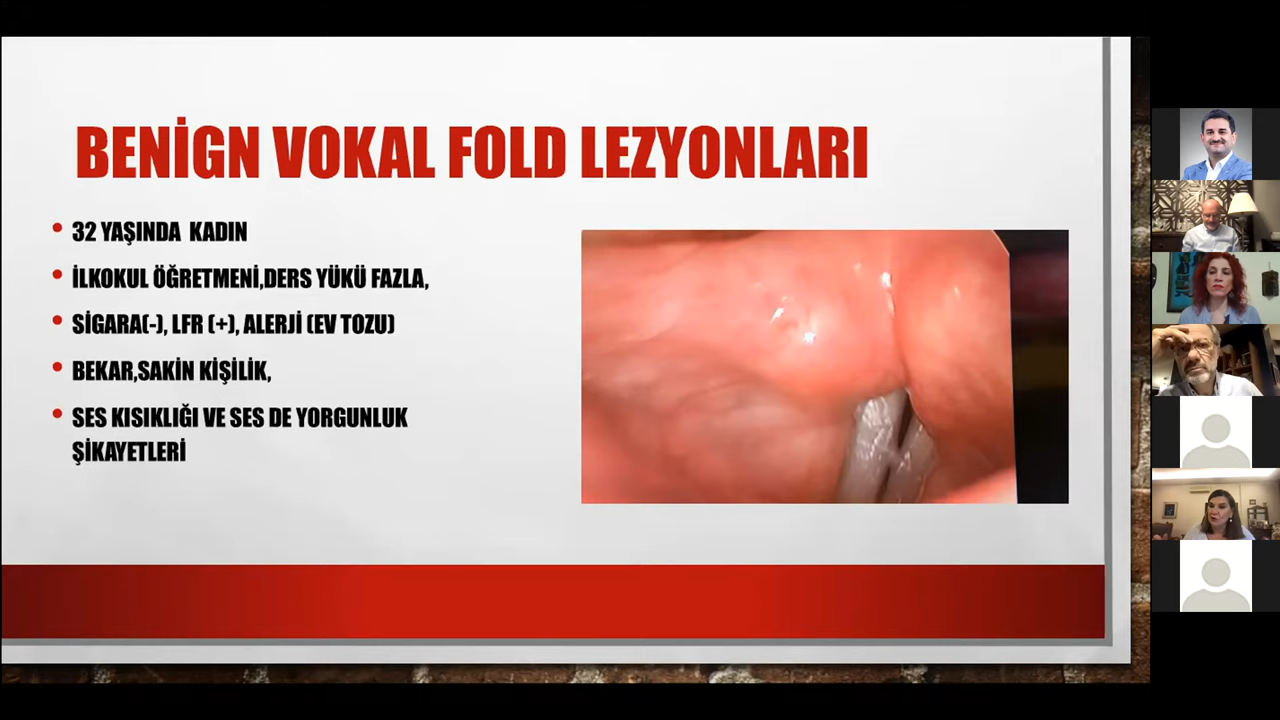 BENİGN VOKAL FOLD LEZYONLARI
32 YAŞINDA KADIN
İLKOKUL ÖĞRETMENİ,DERS YÜKÜ FAZLA,
SİGARA(-), LFR (+), ALERJİ (EV TOZU)
BEKAR,SAKİN KİŞİLİK,
SES KISIKLIĞI VE SES DE YORGUNLUK
ŞİKAYETLERİ